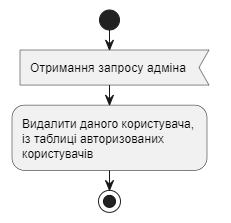 Отримання запросу адміна
Видалити даного користувача,
із таблиці авторизованих
користувачів